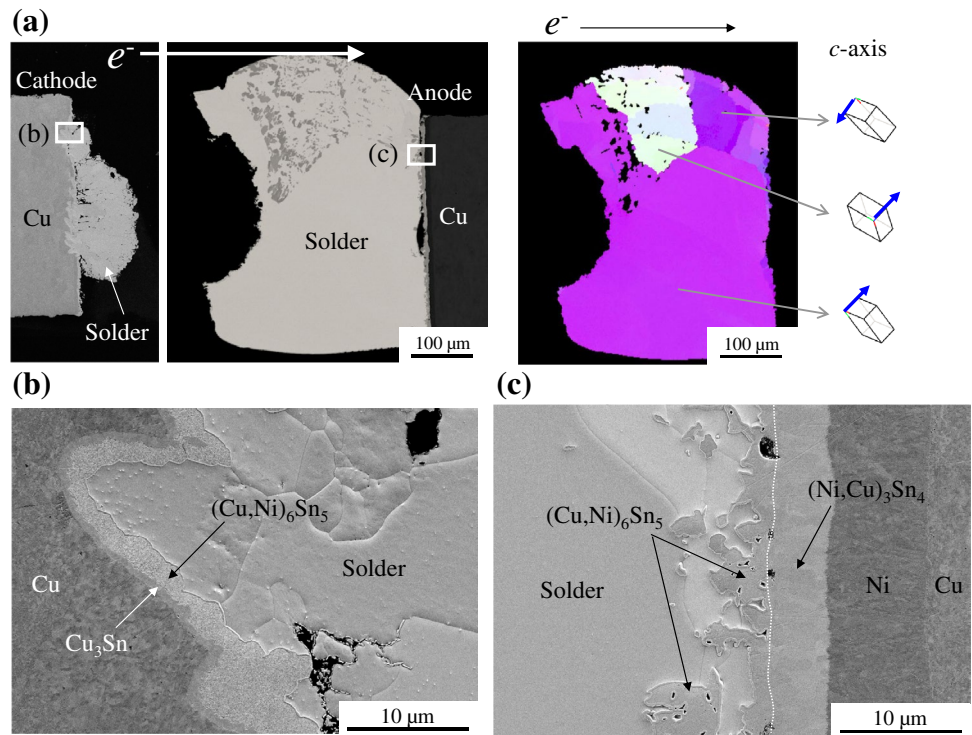 (a)
e-
e-
c-axis
Cathode
Anode
(b)
(c)
Cu
Cu
Solder
Solder
100 μm
100 μm
(b)
(c)
(Cu,Ni)6Sn5
Solder
Cu
Cu3Sn
10 μm
(Ni,Cu)3Sn4
(Cu,Ni)6Sn5
Solder
Ni
Cu
10 μm